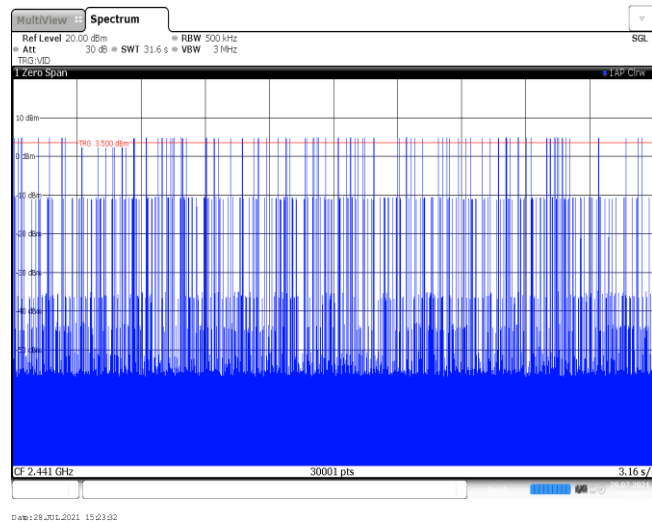 MultiView Spectrum
Ref Level 20.00 dBm RBW 500 kHz SGL
Att 30 dB SWT 31.6 s VBW 3 MHz
TRG:VID
1 Zero Span 1AP Clrw
10 dBm
TRG 3.500 dBm
0 dBm
-10 dBm
-20 dBm
-30 dBm
-40 dBm
-50 dBm
CF 2.441 GHz 30001 pts 3.16 s/
Date: 28.JUL.2021 15:23:32